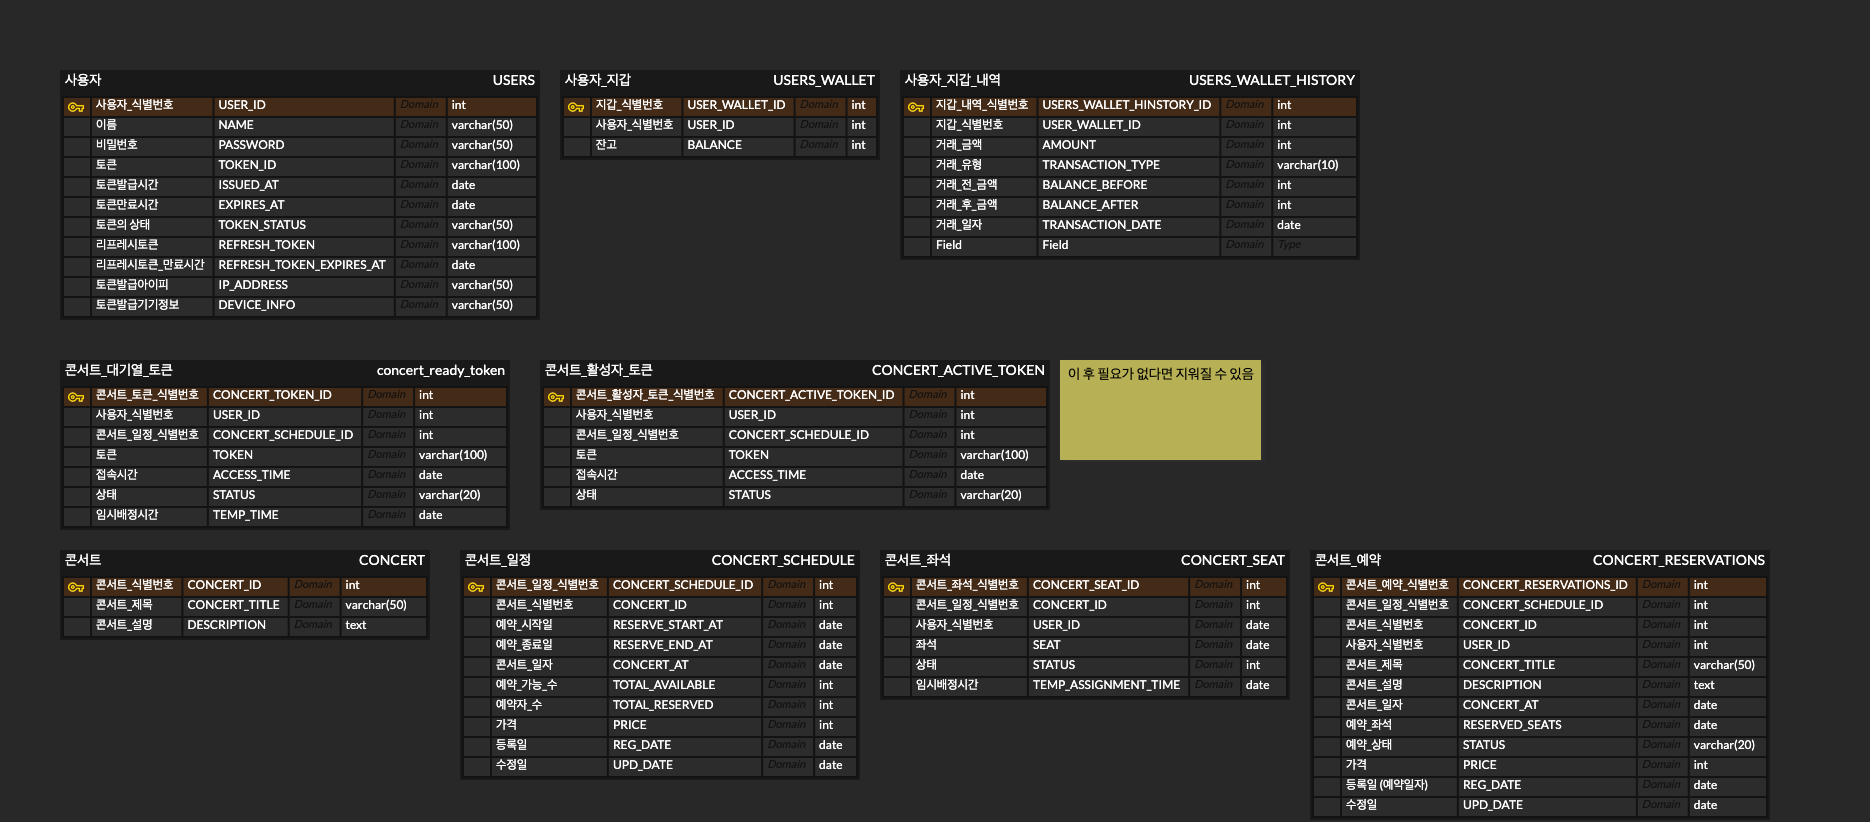 사용자 USERS
사용자_식별번호 USER_ID Domain int
이름 NAME Domain varchar(50)
비밀번호 PASSWORD Domain varchar(50)
토큰 TOKEN_ID Domain varchar(100)
토큰발급시간 ISSUED_AT Domain date
토큰만료시간 EXPIRES_AT Domain date
토큰의 상태 TOKEN_STATUS Domain varchar(50)
리프레시토큰 REFRESH_TOKEN Domain varchar(100)
리프레시토큰_만료시간 REFRESH_TOKEN_EXPIRES_AT Domain date
토큰발급아이피 IP_ADDRESS Domain varchar(50)
토큰발급기기정보 DEVICE_INFO Domain varchar(50)
사용자_지갑 USERS_WALLET
지갑_식별번호 USER_WALLET_ID Domain int
사용자_식별번호 USER_ID Domain int
잔고 BALANCE Domain int
사용자_지갑_내역 USERS_WALLET_HISTORY
지갑_내역_식별번호 USERS_WALLET_HINSTORY_ID Domain int
지갑_식별번호 USER_WALLET_ID Domain int
거래_금액 AMOUNT Domain int
거래_유형 TRANSACTION_TYPE Domain varchar(10)
거래_전_금액 BALANCE_BEFORE Domain int
거래_후_금액 BALANCE_AFTER Domain int
거래_일자 TRANSACTION_DATE Domain date
Field Field Domain Type
콘서트_대기열_토큰 concert_ready_token
콘서트_토큰_식별번호 CONCERT_TOKEN_ID Domain int
사용자_식별번호 USER_ID Domain int
콘서트_일정_식별번호 CONCERT_SCHEDULE_ID Domain int
토큰 TOKEN Domain varchar(100)
접속시간 ACCESS_TIME Domain date
상태 STATUS Domain varchar(20)
임시배정시간 TEMP_TIME Domain date
콘서트_활성자_토큰 CONCERT_ACTIVE_TOKEN
콘서트_활성자_토큰_식별번호 CONCERT_ACTIVE_TOKEN_ID Domain int
사용자_식별번호 USER_ID Domain int
콘서트_일정_식별번호 CONCERT_SCHEDULE_ID Domain int
토큰 TOKEN Domain varchar(100)
접속시간 ACCESS_TIME Domain date
상태 STATUS Domain varchar(20)
이 후 필요가 없다면 지워질 수 있음
콘서트 CONCERT
콘서트_식별번호 CONCERT_ID Domain int
콘서트_제목 CONCERT_TITLE Domain varchar(50)
콘서트_설명 DESCRIPTION Domain text
콘서트_일정 CONCERT_SCHEDULE
콘서트_일정_식별번호 CONCERT_SCHEDULE_ID Domain int
콘서트_식별번호 CONCERT_ID Domain int
예약_시작일 RESERVE_START_AT Domain date
예약_종료일 RESERVE_END_AT Domain date
콘서트_일자 CONCERT_AT Domain date
예약_가능_수 TOTAL_AVAILABLE Domain int
예약자_수 TOTAL_RESERVED Domain int
가격 PRICE Domain int
등록일 REG_DATE Domain date
수정일 UPD_DATE Domain date
콘서트_좌석 CONCERT_SEAT
콘서트_좌석_식별번호 CONCERT_SEAT_ID Domain int
콘서트_일정_식별번호 CONCERT_ID Domain int
사용자_식별번호 USER_ID Domain date
좌석 SEAT Domain date
상태 STATUS Domain int
임시배정시간 TEMP_ASSIGNMENT_TIME Domain date
콘서트_예약 CONCERT_RESERVATIONS
콘서트_예약_식별번호 CONCERT_RESERVATIONS_ID Domain int
콘서트_일정_식별번호 CONCERT_SCHEDULE_ID Domain int
콘서트_식별번호 CONCERT_ID Domain int
사용자_식별번호 USER_ID Domain int
콘서트_제목 CONCERT_TITLE Domain varchar(50)
콘서트_설명 DESCRIPTION Domain text
콘서트_일자 CONCERT_AT Domain date
예약_좌석 RESERVED_SEATS Domain date
예약_상태 STATUS Domain varchar(20)
가격 PRICE Domain int
등록일 (예약일자) REG_DATE Domain date
수정일 UPD_DATE Domain date